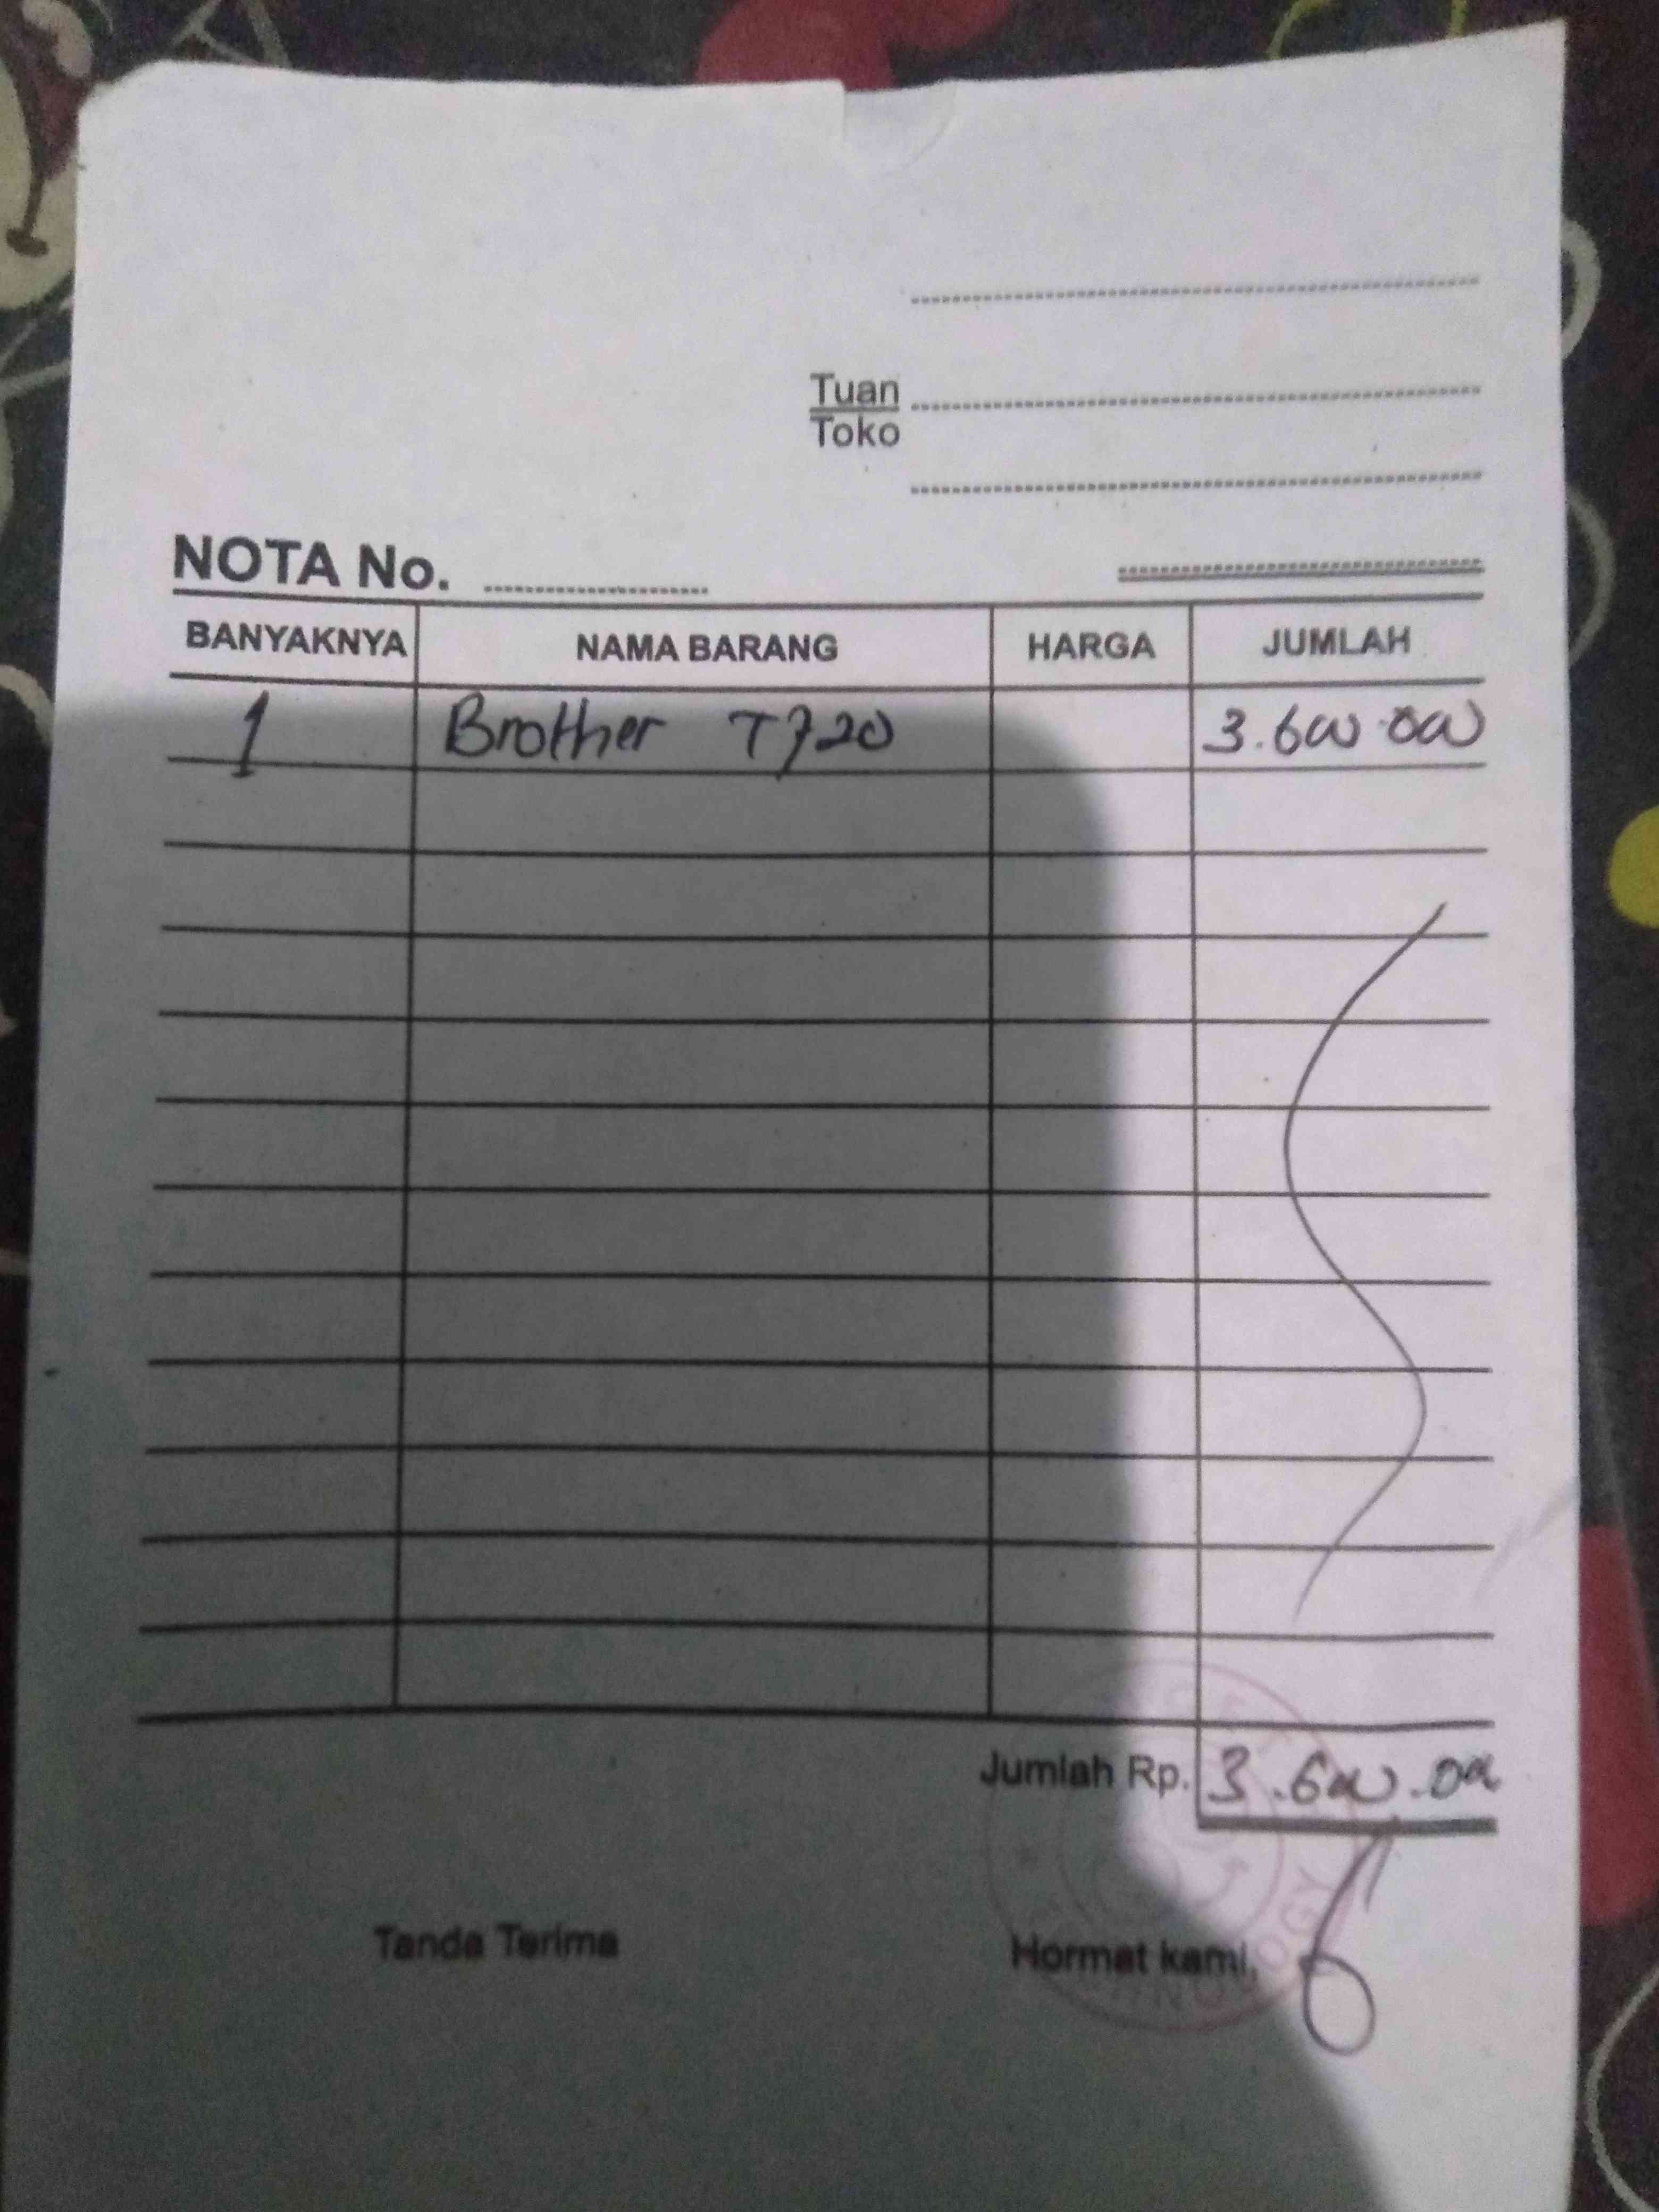 Tuan
Toko
NOTA No.
BANYAKNYA NAMA BARANG HARGA JUMLAH
1 Brother T720 3.600.000
Jumlah Rp. 3.600.000
Tanda Terima Hormat kami,